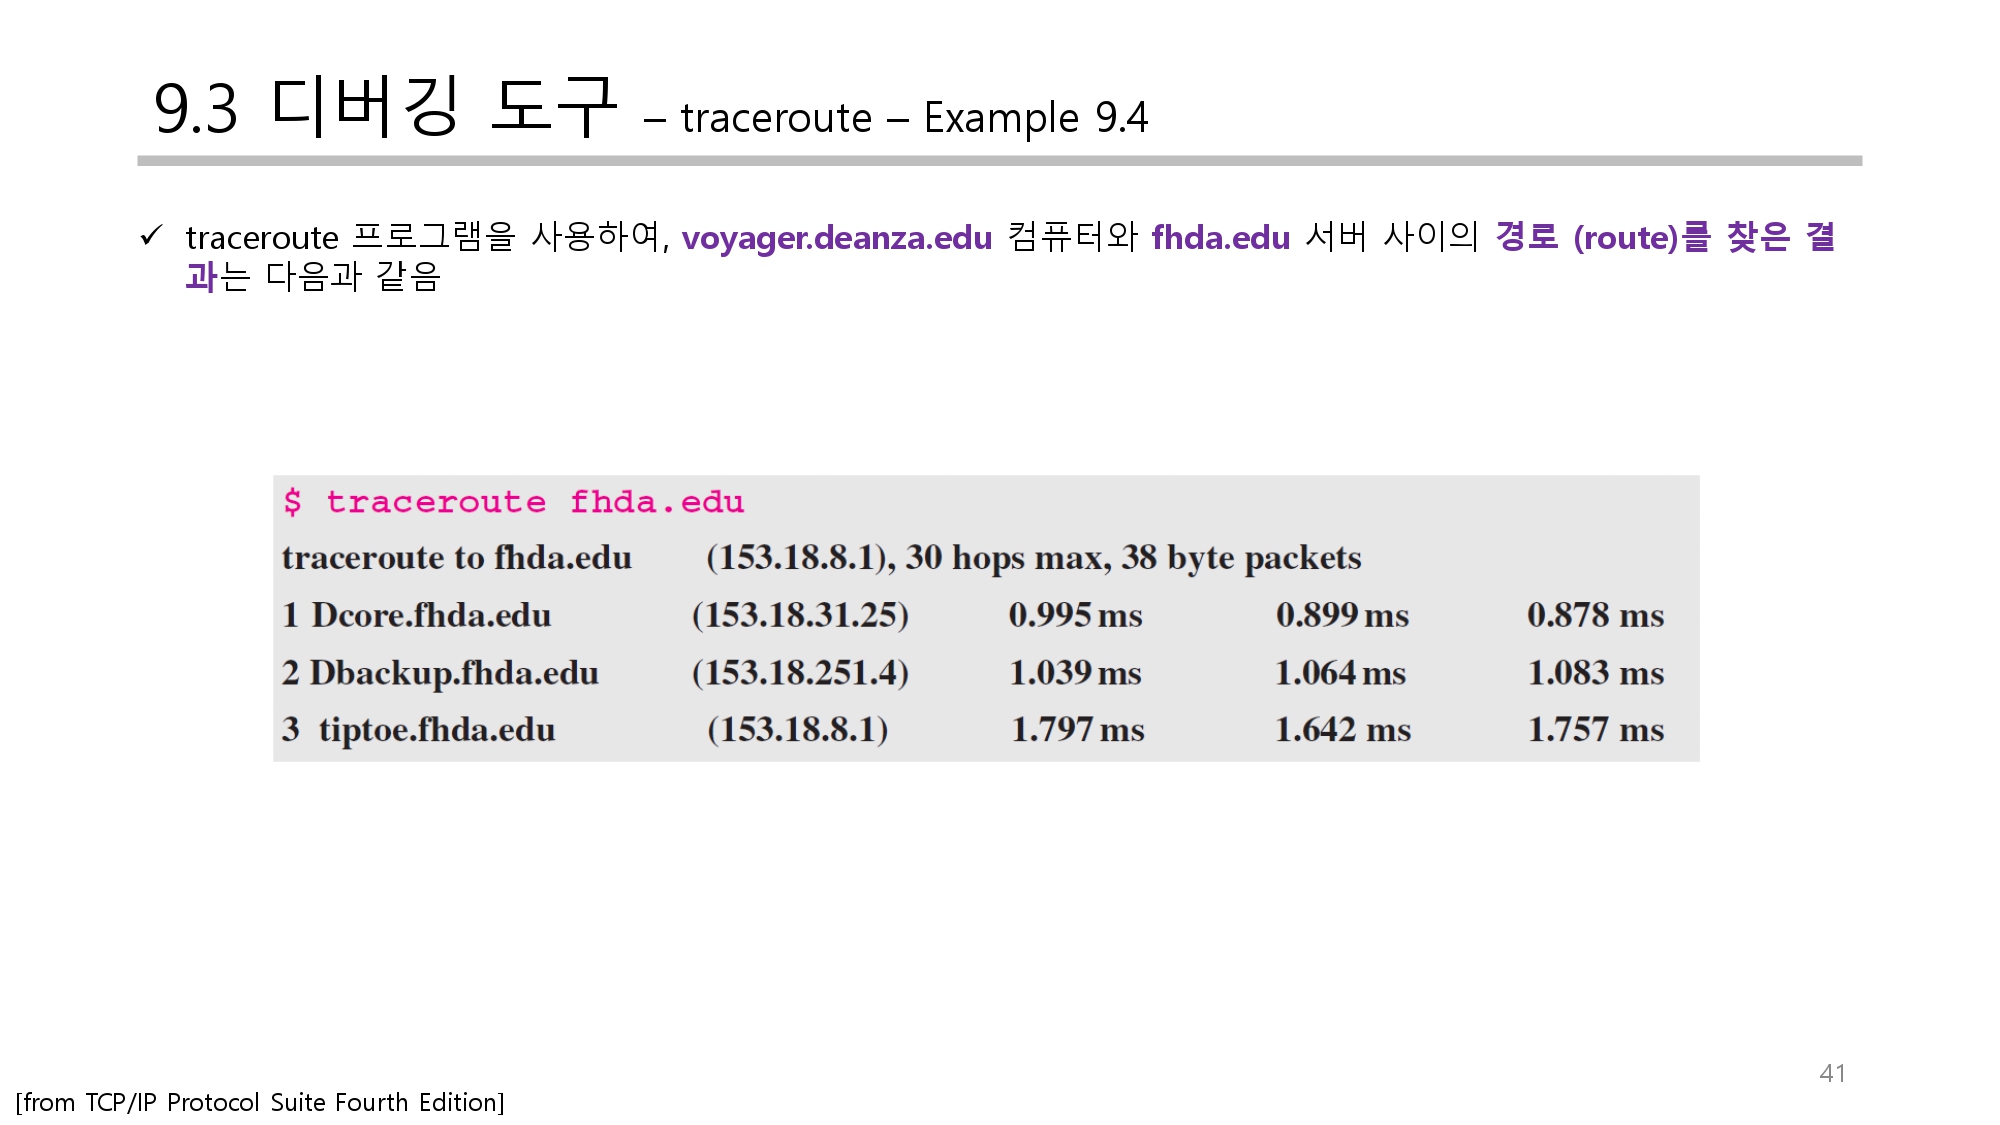 9.3 디버깅 도구 – traceroute – Example 9.4
✓ traceroute 프로그램을 사용하여, voyager.deanza.edu 컴퓨터와 fhda.edu 서버 사이의 경로 (route)를 찾은 결
과는 다음과 같음
$ traceroute fhda.edu
traceroute to fhda.edu (153.18.8.1), 30 hops max, 38 byte packets
1 Dcore.fhda.edu (153.18.31.25) 0.995 ms 0.899 ms 0.878 ms
2 Dbackup.fhda.edu (153.18.251.4) 1.039 ms 1.064 ms 1.083 ms
3 tiptoe.fhda.edu (153.18.8.1) 1.797 ms 1.642 ms 1.757 ms
41
[from TCP/IP Protocol Suite Fourth Edition]